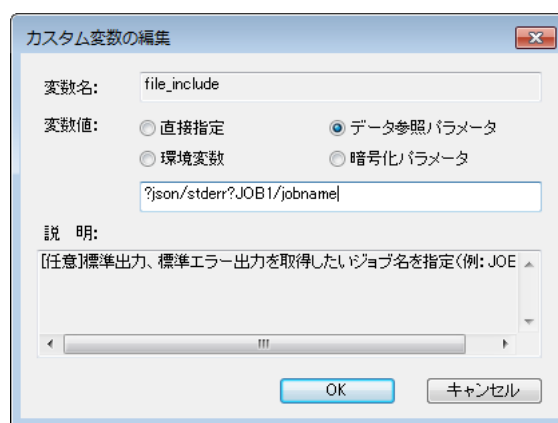 カスタム変数の編集
変数名: file_include
変数値: 直接指定 データ参照パラメータ
環境変数 暗号化パラメータ
?json/stderr?JOB1/jobname
説 明:
[任意]標準出力、標準エラー出力を取得したいジョブ名を指定(例: JOE
OK キャンセル